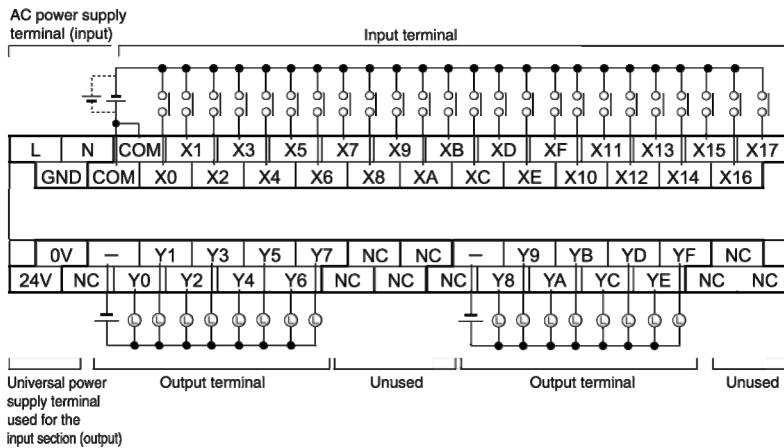 AC power supply
terminal (input)
Input terminal
L N COM X1 X3 X5 X7 X9 XB XD XF X11 X13 X15 X17
GND COM X0 X2 X4 X6 X8 XA XC XE X10 X12 X14 X16
0V − Y1 Y3 Y5 Y7 NC NC − Y9 YB YD YF NC
24V NC Y0 Y2 Y4 Y6 NC NC NC Y8 YA YC YE NC NC
L L L L L L L L L L L L L L L L
Universal power
supply terminal
used for the
input section (output)
Output terminal
Unused
Output terminal
Unused